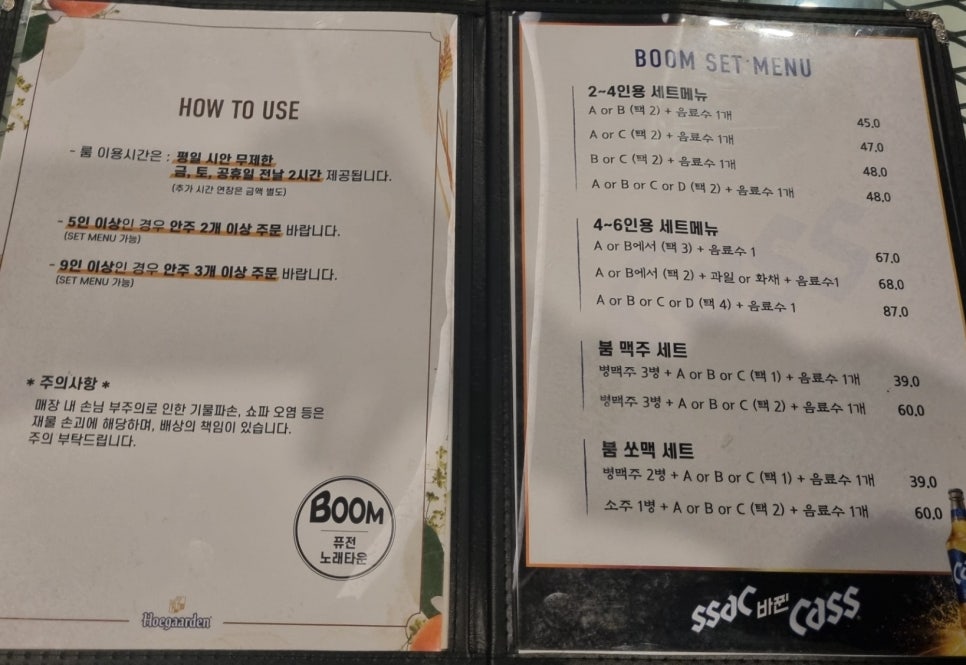 HOW TO USE
- 룸 이용시간은 : 평일 시안 무제한
금, 토, 공휴일 전날 2시간 제공됩니다.
(추가 시간 연장은 금액 별도)
- 5인 이상인 경우 안주 2개 이상 주문 바랍니다.
(SET MENU 가능)
- 9인 이상인 경우 안주 3개 이상 주문 바랍니다.
(SET MENU 가능)
* 주의사항 *
매장 내 손님 부주의로 인한 기물파손, 쇼파 오염 등은
재물 손괴에 해당하며, 배상의 책임이 있습니다.
주의 부탁드립니다.
BOOM
퓨전
노래타운
Hoegaarden
BOOM SET MENU
2~4인용 세트메뉴
A or B (택 2) + 음료수 1개 45.0
A or C (택 2) + 음료수 1개 47.0
B or C (택 2) + 음료수 1개 48.0
A or B or C or D (택 2) + 음료수 1개 48.0
4~6인용 세트메뉴
A or B에서 (택 3) + 음료수 1 67.0
A or B에서 (택 2) + 과일 or 화채 + 음료수1 68.0
A or B or C or D (택 4) + 음료수 1 87.0
붐 맥주 세트
병맥주 3병 + A or B or C (택 1) + 음료수 1개 39.0
병맥주 3병 + A or B or C (택 2) + 음료수 1개 60.0
붐 쏘맥 세트
병맥주 2병 + A or B or C (택 1) + 음료수 1개 39.0
소주 1병 + A or B or C (택 2) + 음료수 1개 60.0
ssac 바뀐 cass